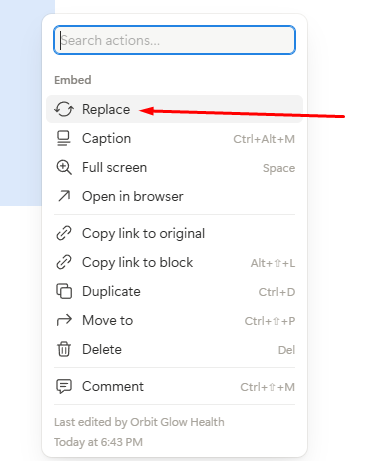 Search actions...
Embed
Replace
Caption Ctrl+Alt+M
Full screen Space
Open in browser
Copy link to original
Copy link to block Alt+⇧+L
Duplicate Ctrl+D
Move to Ctrl+⇧+P
Delete Del
Comment Ctrl+⇧+M
Last edited by Orbit Glow Health
Today at 6:43 PM